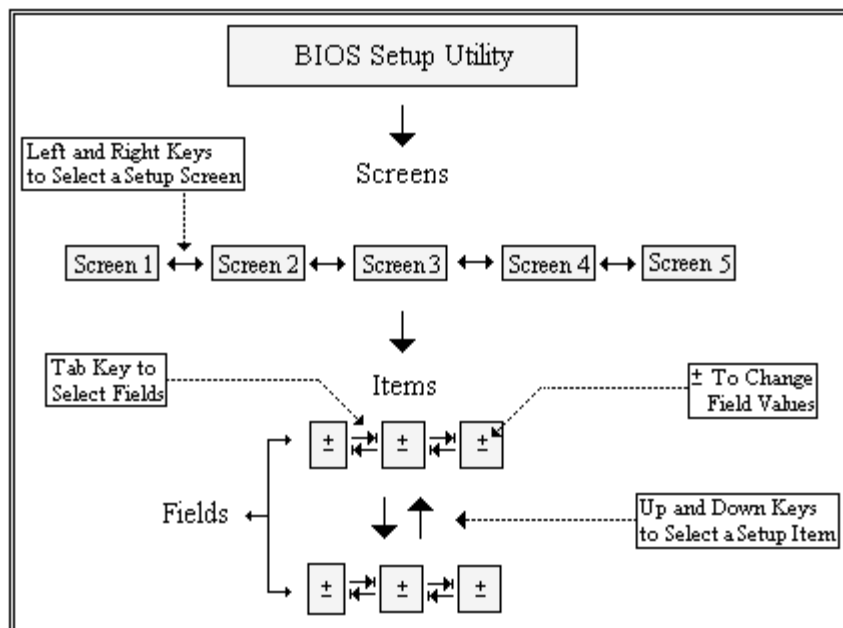 BIOS Setup Utility
Left and Right Keys
to Select a Setup Screen
Screens
Screen 1
Screen 2
Screen 3
Screen 4
Screen 5
Tab Key to
Select Fields
Items
± To Change
Field Values
± ± ±
Fields
Up and Down Keys
to Select a Setup Item
± ± ±